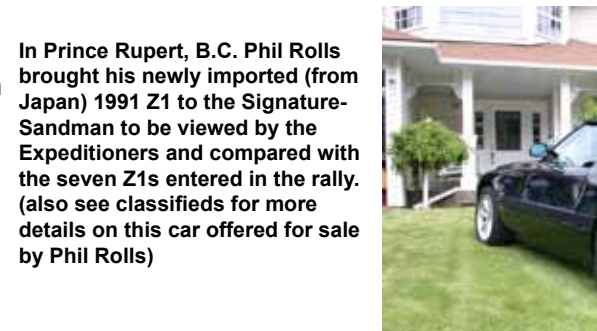 In Prince Rupert, B.C. Phil Rolls
brought his newly imported (from
Japan) 1991 Z1 to the Signature-
Sandman to be viewed by the
Expeditioners and compared with
the seven Z1s entered in the rally.
(also see classifieds for more
details on this car offered for sale
by Phil Rolls)